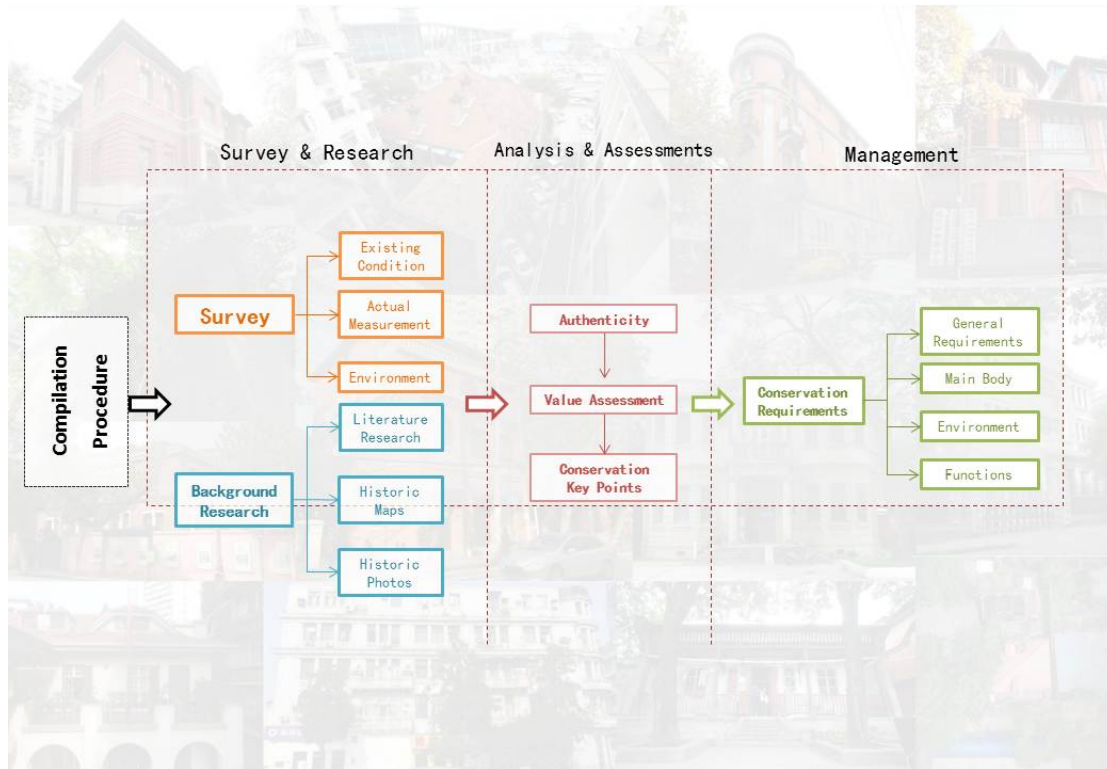 Survey & Research
Analysis & Assessments
Management
Compilation
Procedure
Survey
Existing
Condition
Actual
Measurement
Environment
Background
Research
Literature
Research
Historic
Maps
Historic
Photos
Authenticity
Value Assessment
Conservation
Key Points
Conservation
Requirements
General
Requirements
Main Body
Environment
Functions